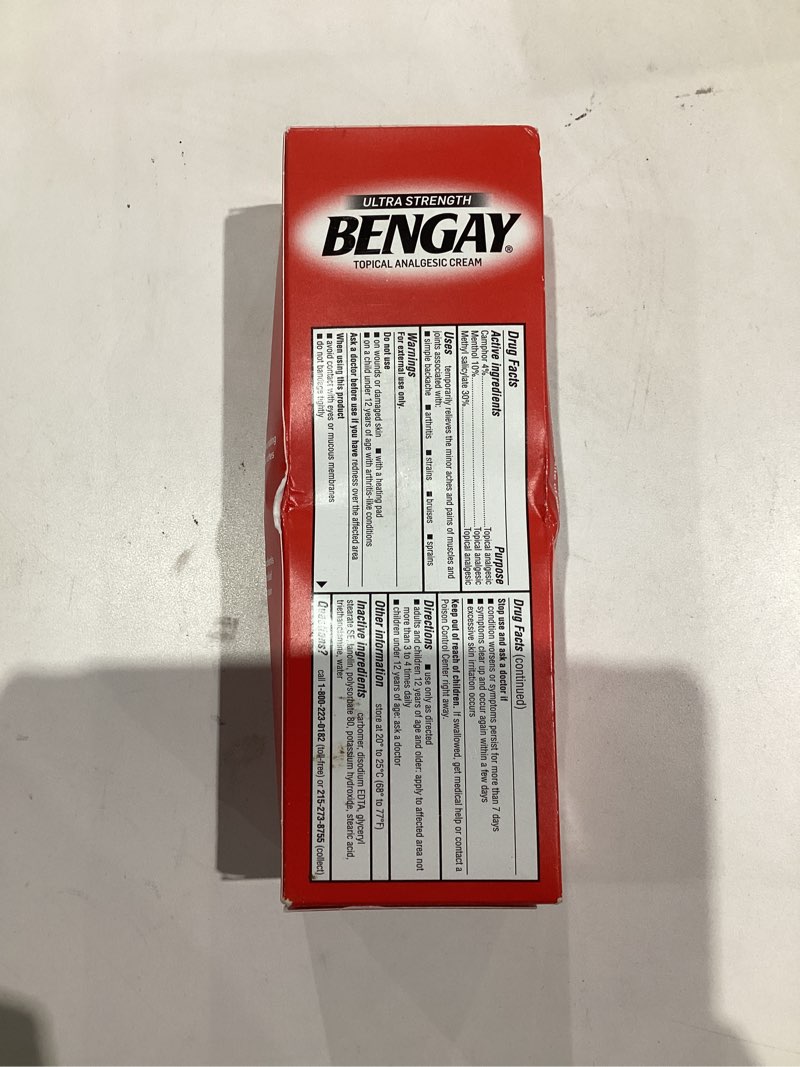 ULTRA STRENGTH
BENGAY®
TOPICAL ANALGESIC CREAM
Drug Facts
Active ingredients Purpose
Camphor 4%........Topical analgesic
Menthol 10%........Topical analgesic
Methyl salicylate 30%........Topical analgesic
Uses temporarily relieves the minor aches and pains of muscles and
joints associated with:
■ simple backache ■ arthritis ■ strains ■ bruises ■ sprains
Warnings
For external use only.
Do not use
■ on wounds or damaged skin ■ with a heating pad
■ on a child under 12 years of age with arthritis-like conditions
Ask a doctor before use if you have redness over the affected area
When using this product
■ avoid contact with eyes or mucous membranes
■ do not bandage tightly
Drug Facts (continued)
Stop use and ask a doctor if
■ condition worsens or symptoms persist for more than 7 days
■ symptoms clear up and occur again within a few days
■ excessive skin irritation occurs
Keep out of reach of children. If swallowed, get medical help or contact a
Poison Control Center right away.
Directions ■ use only as directed
■ adults and children 12 years of age and older: apply to affected area not
more than 3 to 4 times daily
■ children under 12 years of age: ask a doctor
Other information store at 20° to 25°C (68° to 77°F)
Inactive ingredients carbomer, disodium EDTA, glyceryl
stearate SE, lanolin, polysorbate 80, potassium hydroxide, stearic acid,
triethanolamine, water
Questions? call 1-800-223-0182 (toll-free) or 215-273-8755 (collect)